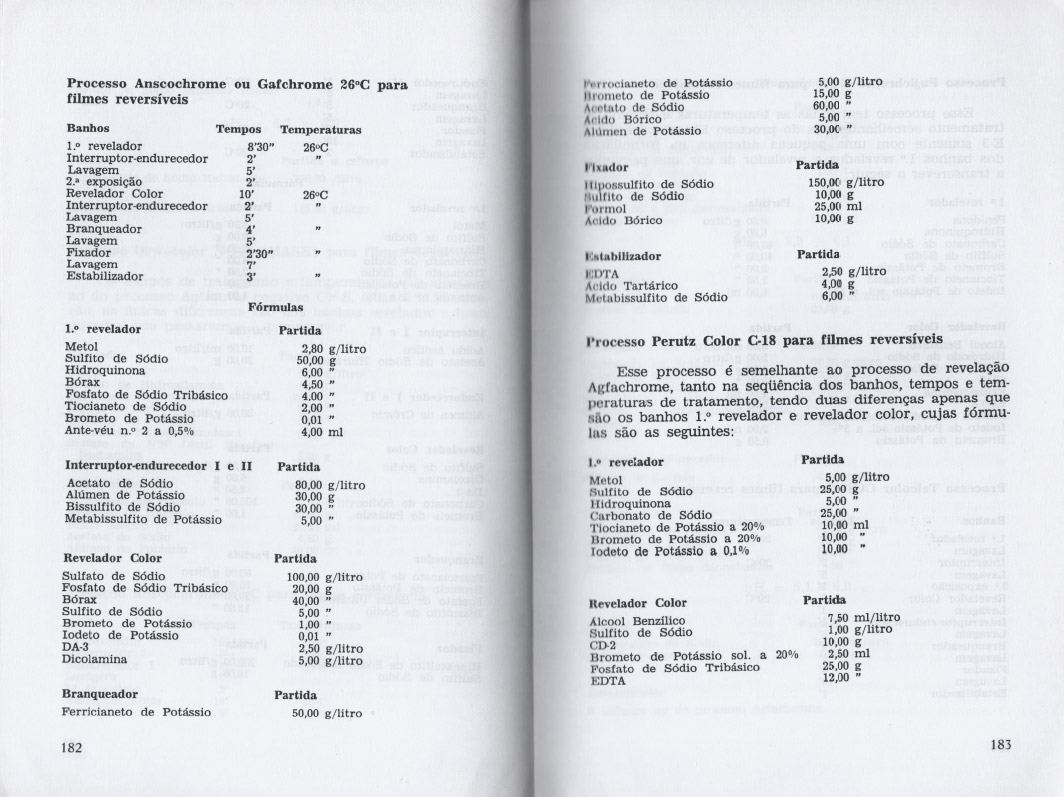 Processo Anscochrome ou Gafchrome 26°C para
filmes reversíveis
Banhos Tempos Temperaturas
1.º revelador 8'30" 26°C
Interruptor-endurecedor 2' "
Lavagem 5'
2.ª exposição 2'
Revelador Color 10' 26°C
Interruptor-endurecedor 2' "
Lavagem 5'
Branqueador 4' "
Lavagem 5'
Fixador 2'30" "
Lavagem 7'
Estabilizador 3' "
Fórmulas
1.º revelador Partida
Metol 2,80 g/litro
Sulfito de Sódio 50,00 g
Hidroquinona 6,00 "
Bórax 4,50 "
Fosfato de Sódio Tribásico 4.00 "
Tiocianeto de Sódio 2,00 "
Brometo de Potássio 0,01 "
Ante-véu n.º 2 a 0,5% 4,00 ml
Interruptor-endurecedor I e II Partida
Acetato de Sódio 80,00 g/litro
Alúmen de Potássio 30,00 g
Bissulfito de Sódio 30,00 "
Metabissulfito de Potássio 5,00 "
Revelador Color Partida
Sulfato de Sódio 100,00 g/litro
Fosfato de Sódio Tribásico 20,00 g
Bórax 40,00 "
Sulfito de Sódio 5,00 "
Brometo de Potássio 1,00 "
Iodeto de Potássio 0,01 "
DA-3 2,50 g/litro
Dicolamina 5,00 g/litro
Branqueador Partida
Ferricianeto de Potássio 50,00 g/litro
182
Ferrocianeto de Potássio 5,00 g/litro
Brometo de Potássio 15,00 g
Acetato de Sódio 60,00 "
Acido Bórico 5,00 "
Alúmen de Potássio 30,00 "
Fixador Partida
Hipossulfito de Sódio 150,00 g/litro
Sulfito de Sódio 10,00 g
Formol 25,00 ml
Acido Bórico 10,00 g
Estabilizador Partida
EDTA 2,50 g/litro
Acido Tartárico 4,00 g
Metabissulfito de Sódio 6,00 "
Processo Perutz Color C-18 para filmes reversíveis
Esse processo é semelhante ao processo de revelação
Agfachrome, tanto na seqüência dos banhos, tempos e tem-
peraturas de tratamento, tendo duas diferenças apenas que
são os banhos 1.º revelador e revelador color, cujas fórmu-
las são as seguintes:
1.º revelador Partida
Metol 5,00 g/litro
Sulfito de Sódio 25,00 g
Hidroquinona 5,00 "
Carbonato de Sódio 25,00 "
Tiocianeto de Potássio a 20% 10,00 ml
Brometo de Potássio a 20% 10,00 "
Iodeto de Potássio a 0,1% 10,00 "
Revelador Color Partida
Alcool Benzílico 7,50 ml/litro
Sulfito de Sódio 1,00 g/litro
CD-2 10,00 g
Brometo de Potássio sol. a 20% 2,50 ml
Fosfato de Sódio Tribásico 25,00 g
EDTA 12,00 "
183